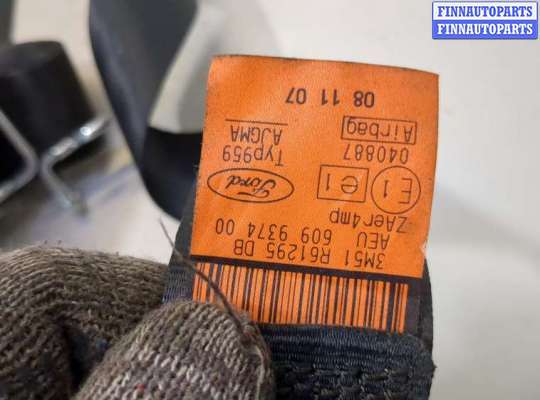 FINNAUTOPARTS
FINNAUTOPARTS
3M51 R61295 DB
AEU 609 9374 00
ZAer4mp
E1 e1 Ford
040887 Typ959
Airbag AJGMA
08 11 07